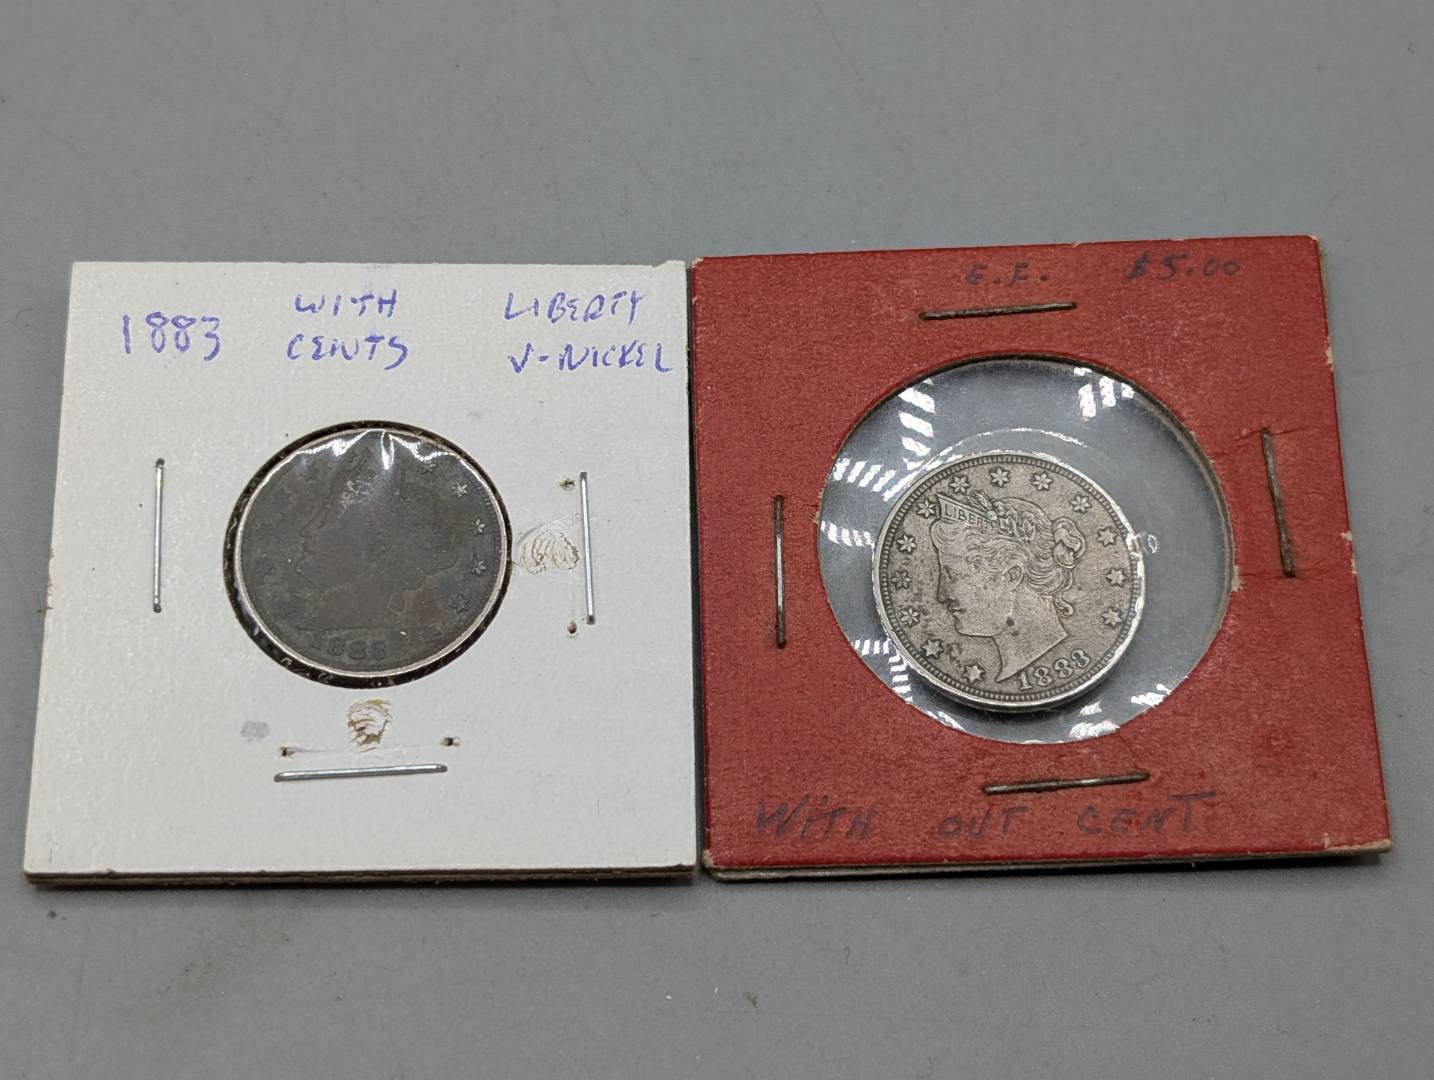 1883 WITH LIBERTY
CENTS V-NICKEL
1883
E.F. $5.00
LIBERTY
1883
WITH OUT CENT